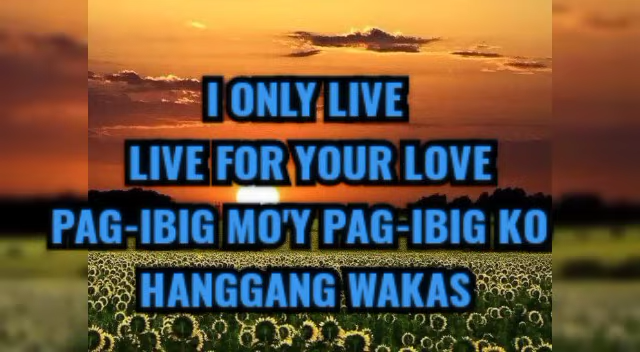 I ONLY LIVE
LIVE FOR YOUR LOVE
PAG-IBIG MO'Y PAG-IBIG KO
HANGGANG WAKAS